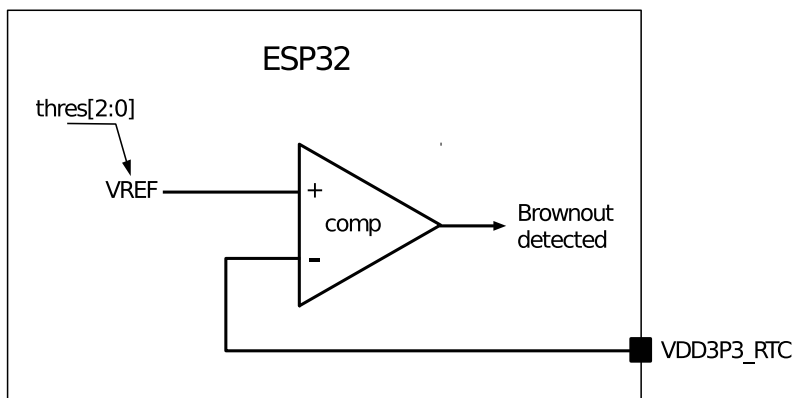 ESP32
thres[2:0]
VREF
+
comp
-
Brownout
detected
VDD3P3_RTC